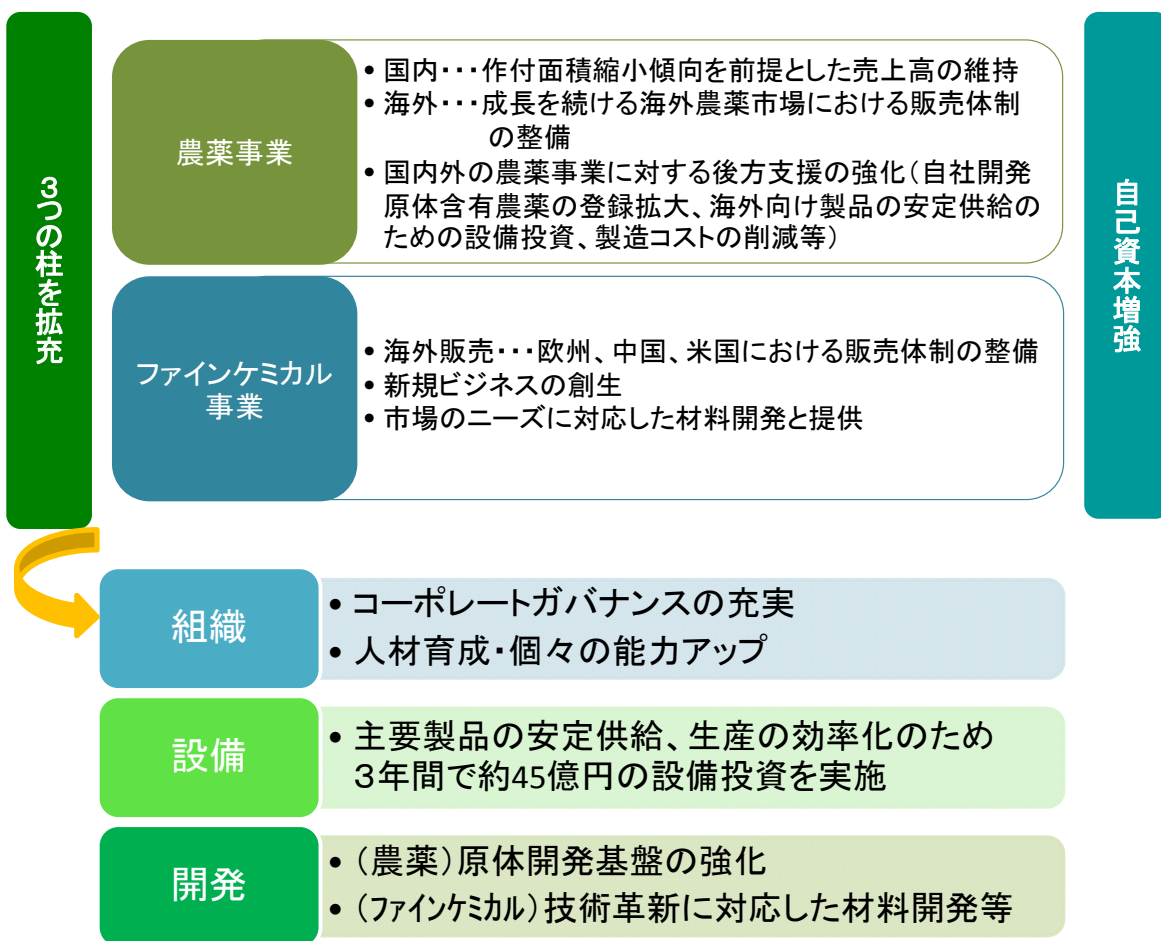 3つの柱を拡充
農薬事業
• 国内・・・作付面積縮小傾向を前提とした売上高の維持
• 海外・・・成長を続ける海外農薬市場における販売体制
の整備
• 国内外の農薬事業に対する後方支援の強化（自社開発
原体含有農薬の登録拡大、海外向け製品の安定供給の
ための設備投資、製造コストの削減等）
ファインケミカル
事業
• 海外販売・・・欧州、中国、米国における販売体制の整備
• 新規ビジネスの創生
• 市場のニーズに対応した材料開発と提供
自己資本増強
組織
• コーポレートガバナンスの充実
• 人材育成・個々の能力アップ
設備
• 主要製品の安定供給、生産の効率化のため
３年間で約45億円の設備投資を実施
開発
• （農薬）原体開発基盤の強化
• （ファインケミカル）技術革新に対応した材料開発等